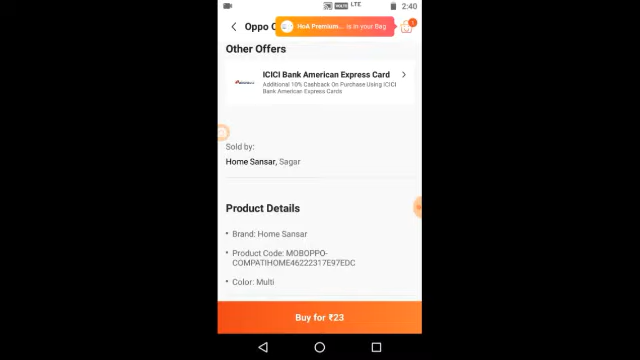 VOLTE LTE 2:40
Oppo C
HoA Premium... is in your Bag
Other Offers
ICICI Bank American Express Card
Additional 10% Cashback On Purchase Using ICICI
Bank American Express Cards
Sold by:
Home Sansar, Sagar
Product Details
• Brand: Home Sansar
• Product Code: MOBOPPO-
COMPATIHOME46222317E97EDC
• Color: Multi
Buy for ₹23